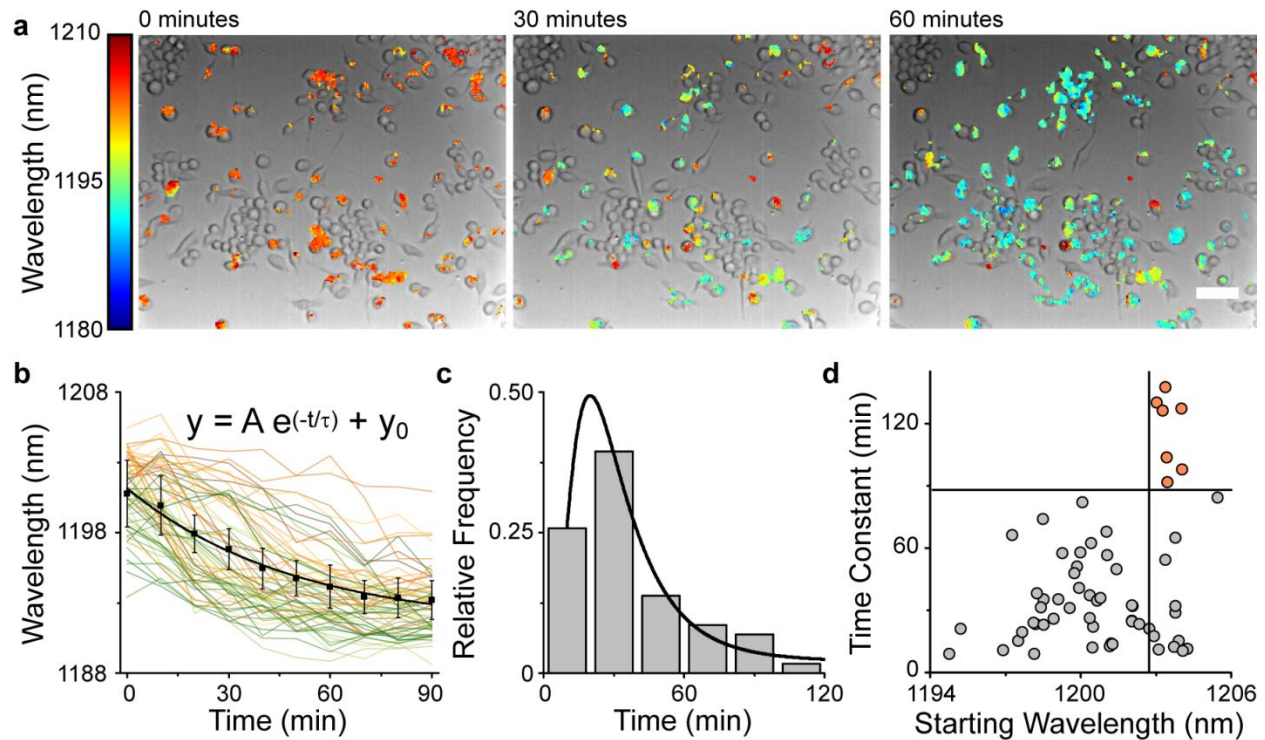 a
0 minutes
30 minutes
60 minutes
Wavelength (nm)
1210
1195
1180
b
Wavelength (nm)
1208
1198
1188
y = A e(-t/τ) + y0
0
30
60
90
Time (min)
c
Relative Frequency
0.50
0.25
0
0
60
120
Time (min)
d
Time Constant (min)
120
60
0
1194
1200
1206
Starting Wavelength (nm)